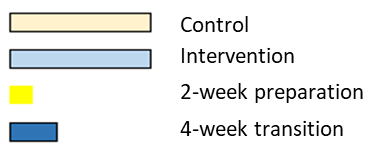 Control
Intervention
2-week preparation
4-week transition